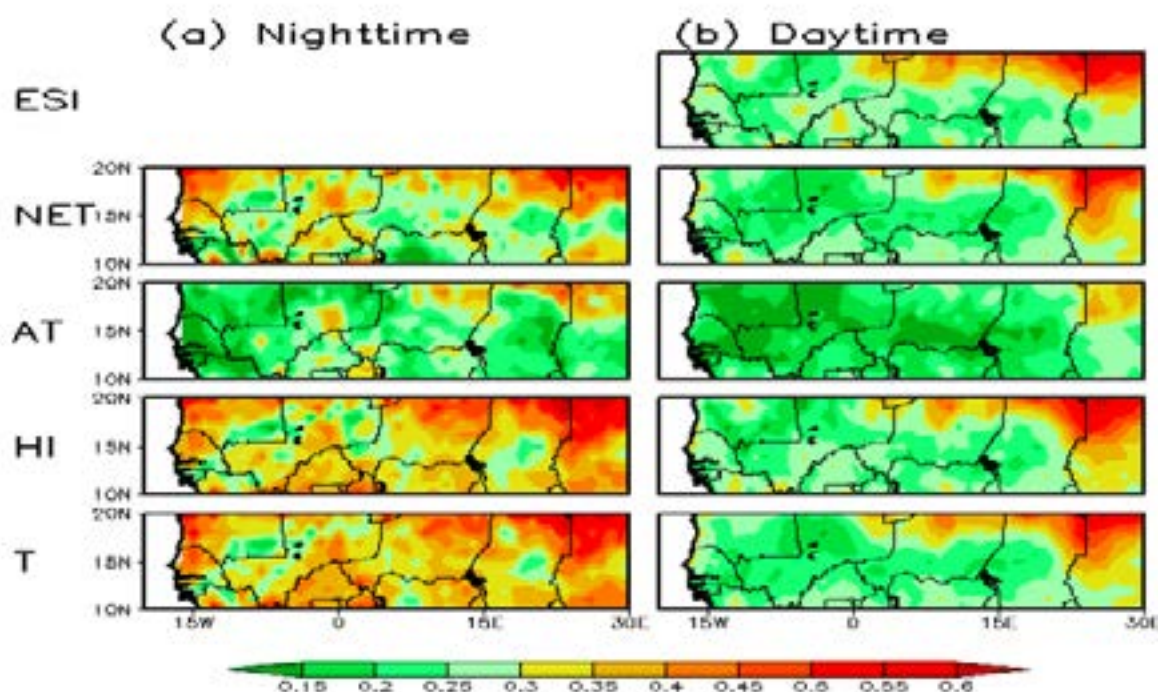 (a) Nighttime (b) Daytime
ESI
20N
NET 15N
10N
20N
AT 15N
10N
20N
HI 15N
10N
20N
T 15N
10N
15W 0 15E 30E 15W 0 15E 30E
0.15 0.2 0.25 0.3 0.35 0.4 0.45 0.5 0.55 0.6